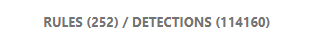 RULES (252) / DETECTIONS (114160)